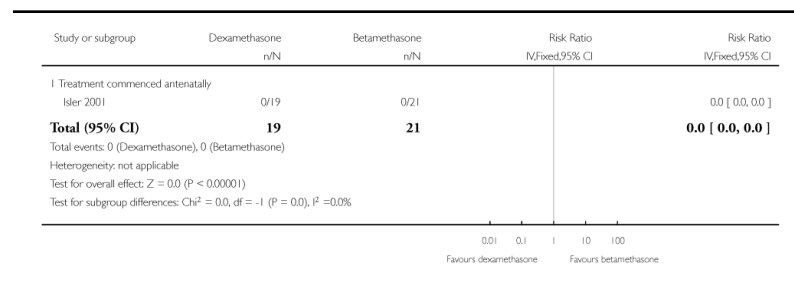 Study or subgroup Dexamethasone Betamethasone Risk Ratio Risk Ratio
n/N n/N IV,Fixed,95% CI IV,Fixed,95% CI
1 Treatment commenced antenatally
Isler 2001 0/19 0/21 0.0 [ 0.0, 0.0 ]
Total (95% CI) 19 21 0.0 [ 0.0, 0.0 ]
Total events: 0 (Dexamethasone), 0 (Betamethasone)
Heterogeneity: not applicable
Test for overall effect: Z = 0.0 (P < 0.00001)
Test for subgroup differences: Chi² = 0.0, df = -1 (P = 0.0), I² =0.0%
0.01 0.1 1 10 100
Favours dexamethasone Favours betamethasone